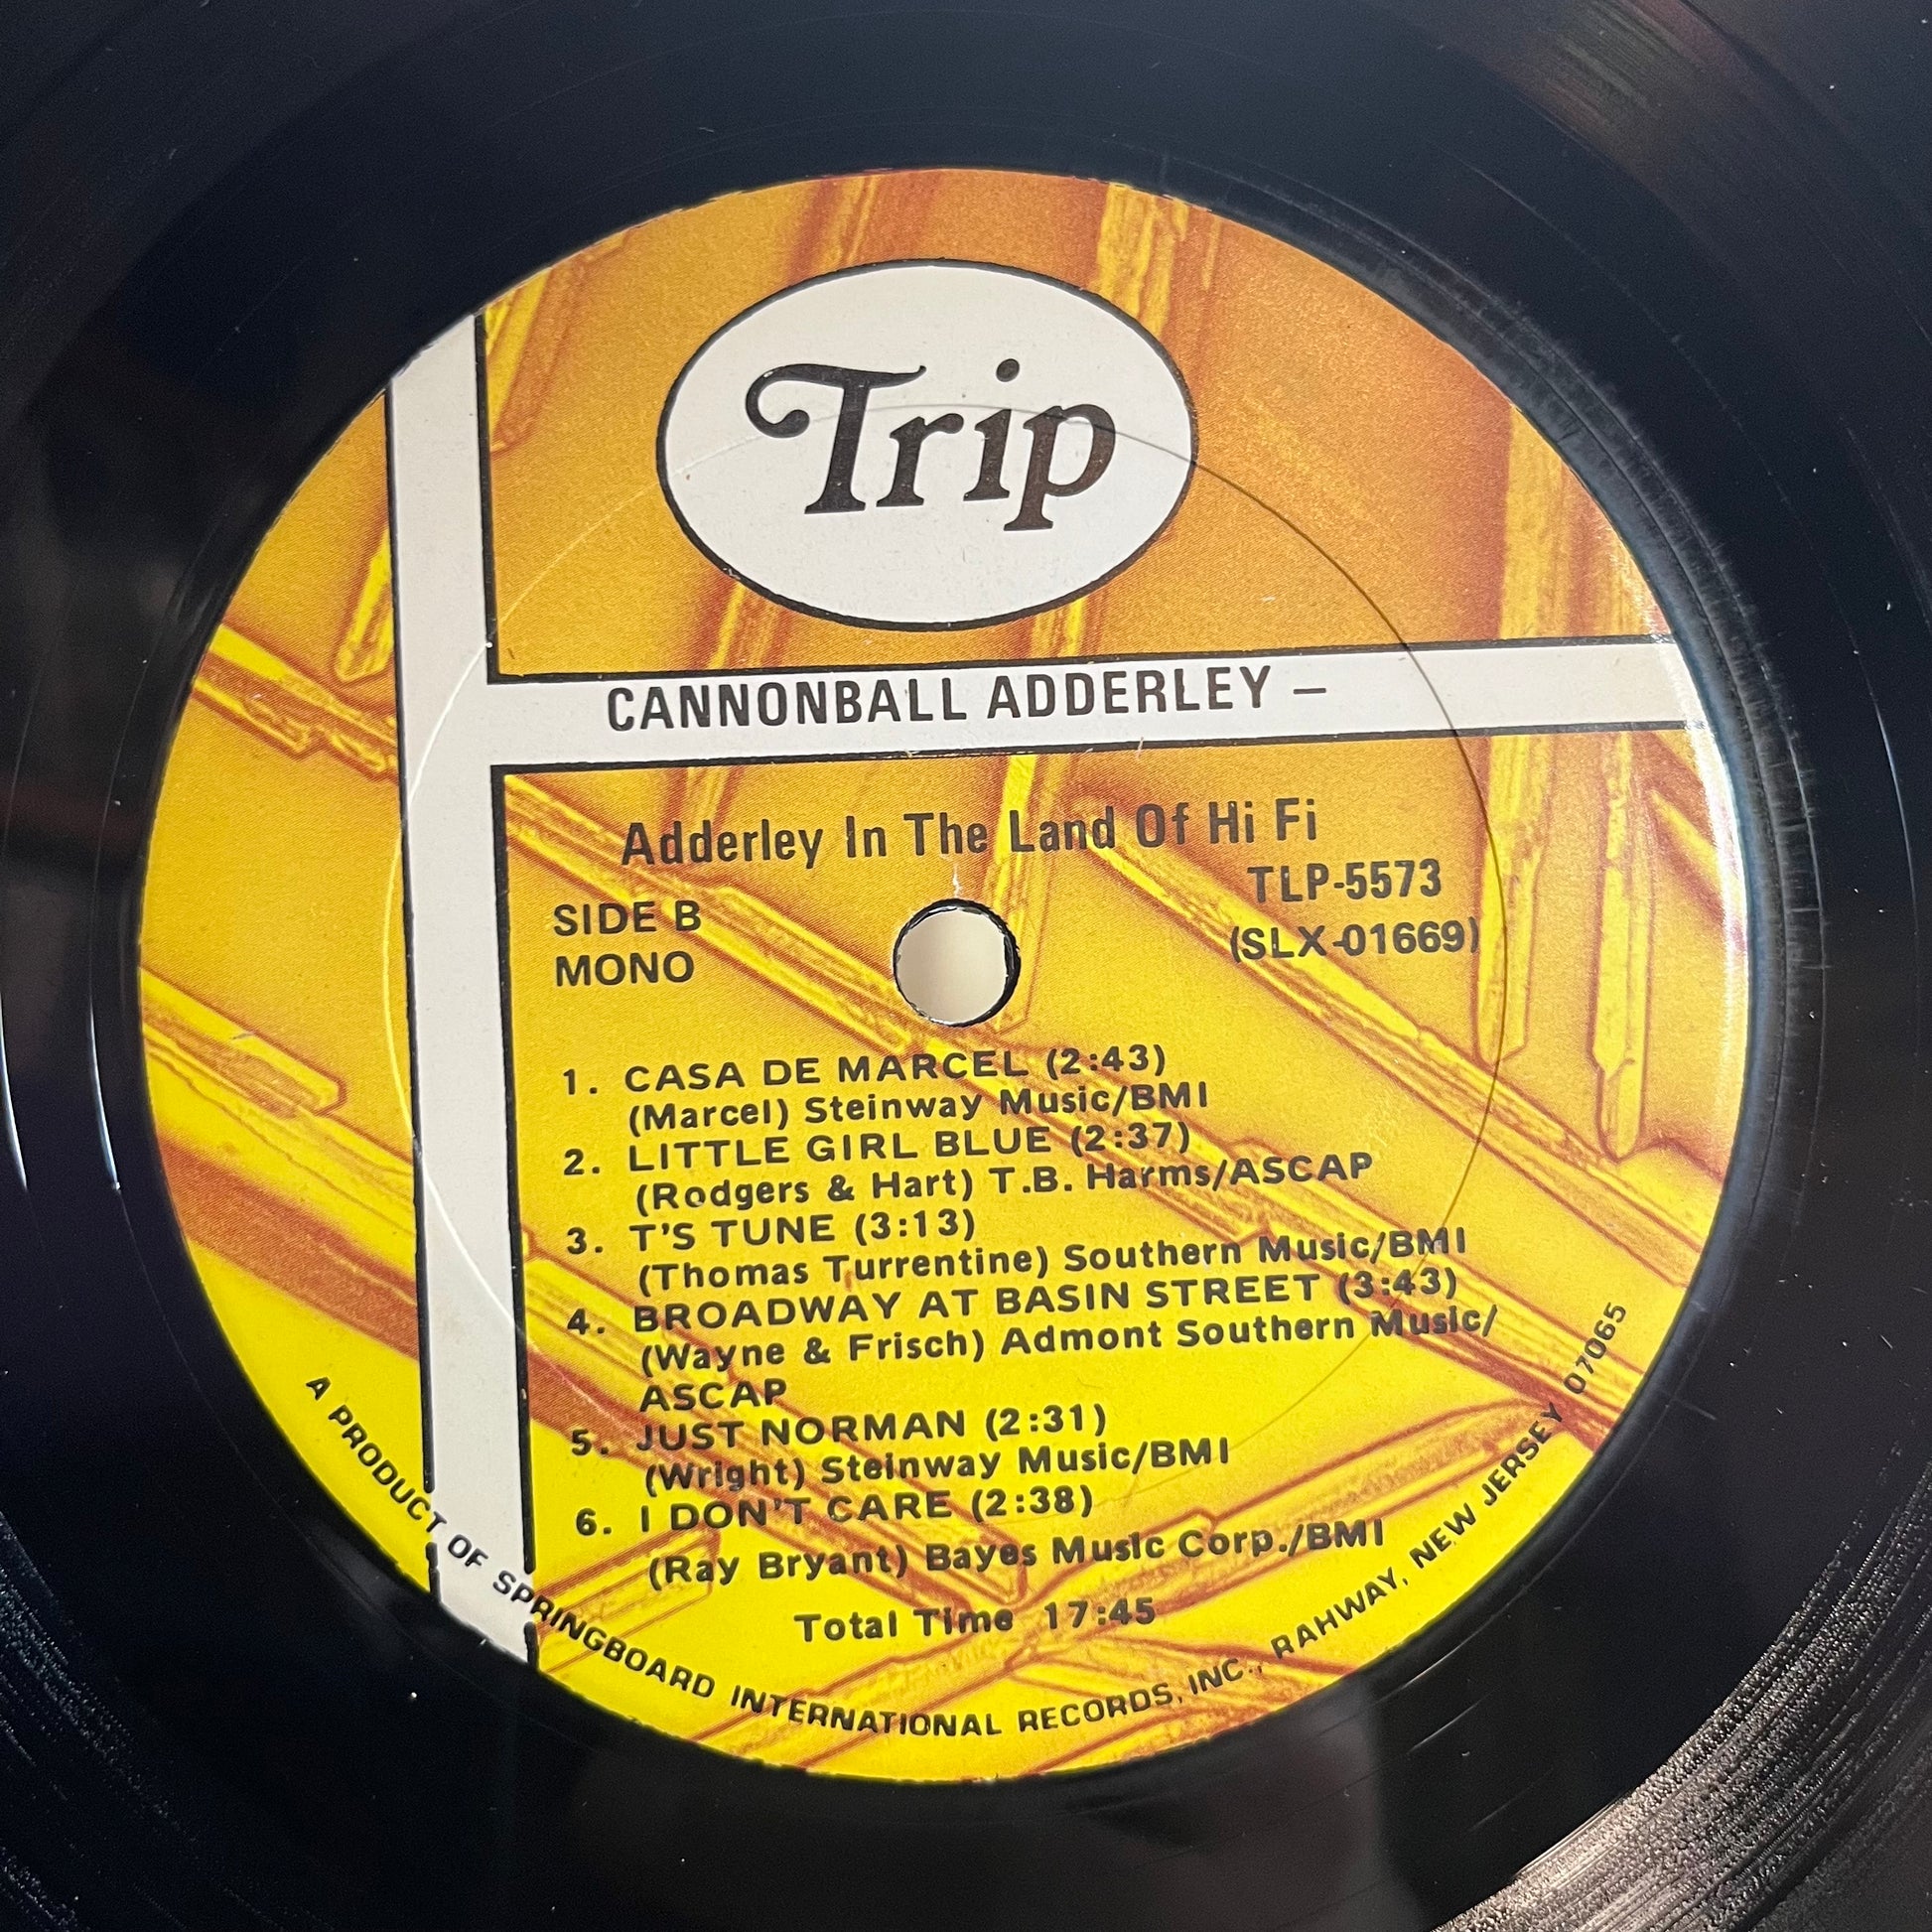 Trip
CANNONBALL ADDERLEY –
Adderley In The Land Of Hi Fi
TLP-5573
SIDE B
(SLX-01669)
MONO
1. CASA DE MARCEL (2:43)
(Marcel) Steinway Music/BMI
2. LITTLE GIRL BLUE (2:37)
(Rodgers & Hart) T.B. Harms/ASCAP
3. T'S TUNE (3:13)
(Thomas Turrentine) Southern Music/BMI
4. BROADWAY AT BASIN STREET (3:43)
(Wayne & Frisch) Admont Southern Music/
ASCAP
5. JUST NORMAN (2:31)
(Wright) Steinway Music/BMI
6. I DON'T CARE (2:38)
(Ray Bryant) Bayes Music Corp./BMI
Total Time 17:45
A PRODUCT OF SPRINGBOARD INTERNATIONAL RECORDS, INC., RAHWAY, NEW JERSEY 07065